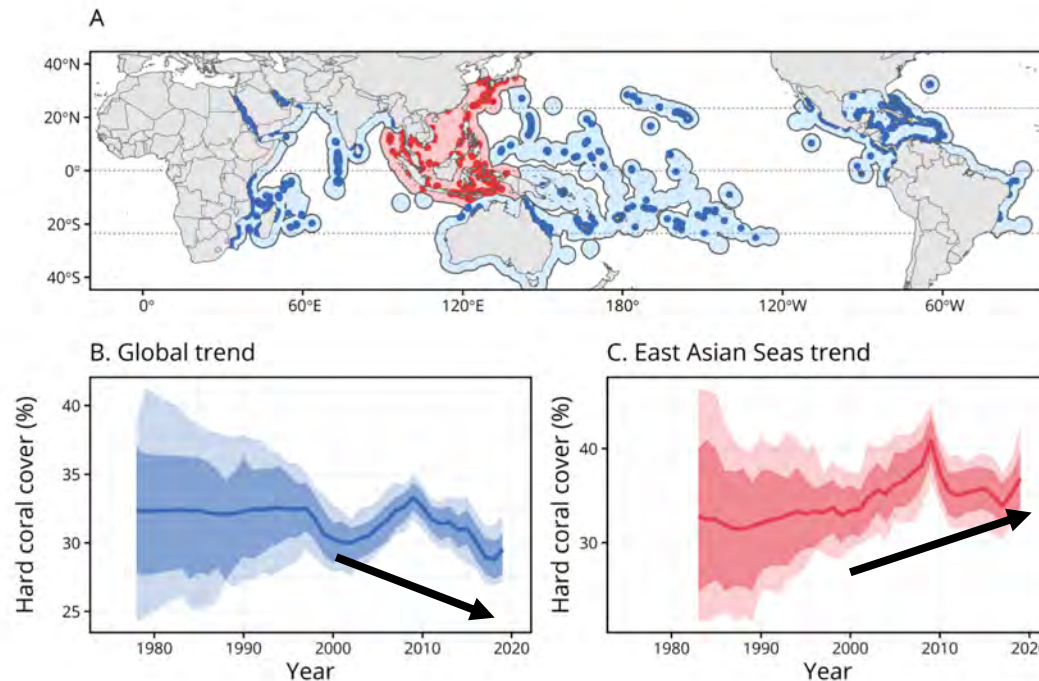 A
40°N
20°N
0°
20°S
40°S
0° 60°E 120°E 180° 120°W 60°W
B. Global trend
Hard coral cover (%)
40
35
30
25
1980 1990 2000 2010 2020
Year
C. East Asian Seas trend
Hard coral cover (%)
40
30
1980 1990 2000 2010 2020
Year